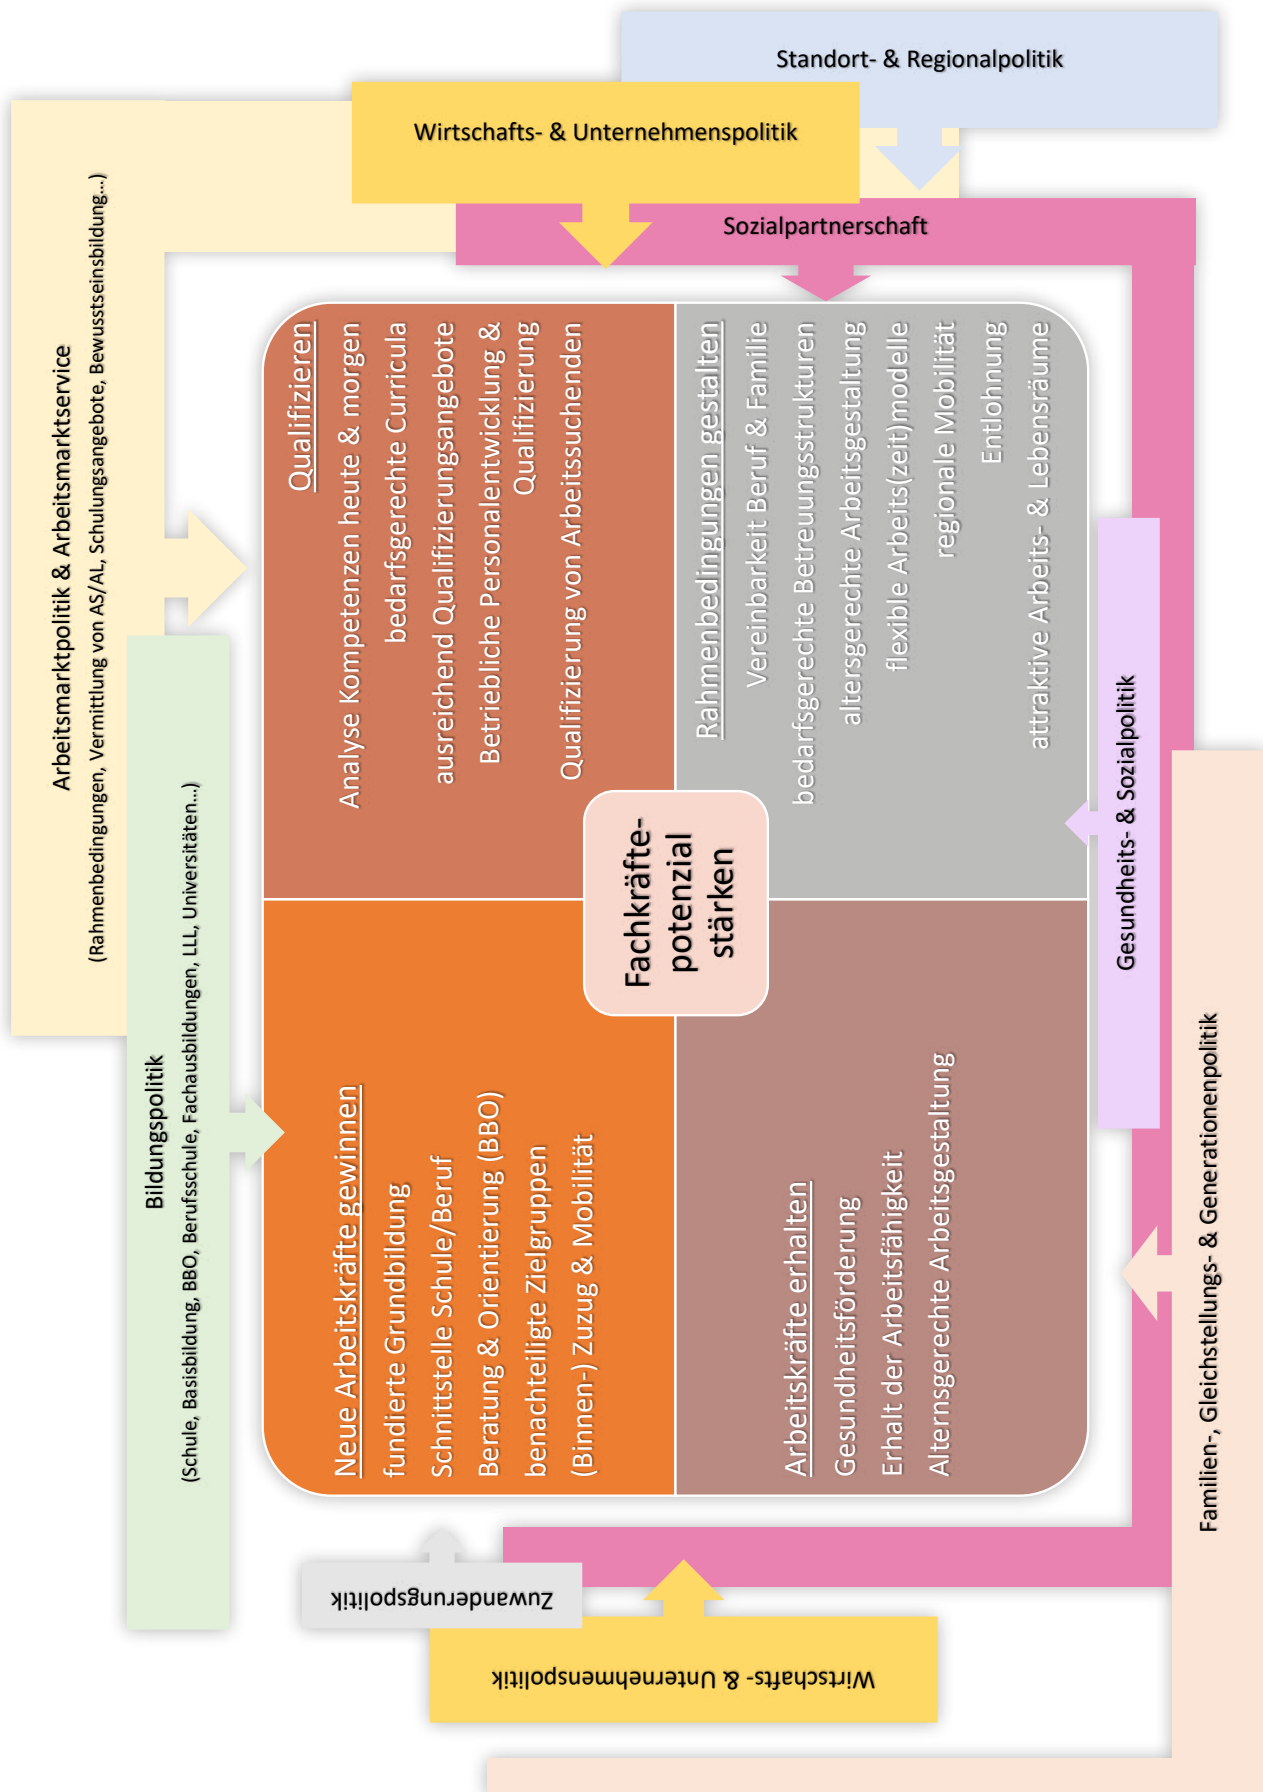 Arbeitsmarktpolitik & Arbeitsmarktservice
(Rahmenbedingungen, Vermittlung von AS/AL, Schulungsangebote, Bewusstseinsbildung...)
Bildungspolitik
(Schule, Basisbildung, BBO, Berufsschule, Fachausbildungen, LLL, Universitäten...)
Zuwanderungspolitik
Wirtschafts- & Unternehmenspolitik
Neue Arbeitskräfte gewinnen
fundierte Grundbildung
Schnittstelle Schule/Beruf
Beratung & Orientierung (BBO)
benachteiligte Zielgruppen
(Binnen-) Zuzug & Mobilität
Qualifizieren
Analyse Kompetenzen heute & morgen
bedarfsgerechte Curricula
ausreichend Qualifizierungsangebote
Betriebliche Personalentwicklung &
Qualifizierung
Qualifizierung von Arbeitssuchenden
Fachkräfte-
potenzial
stärken
Arbeitskräfte erhalten
Gesundheitsförderung
Erhalt der Arbeitsfähigkeit
Alternsgerechte Arbeitsgestaltung
Rahmenbedingungen gestalten
Vereinbarkeit Beruf & Familie
bedarfsgerechte Betreuungsstrukturen
altersgerechte Arbeitsgestaltung
flexible Arbeits(zeit)modelle
regionale Mobilität
Entlohnung
attraktive Arbeits- & Lebensräume
Wirtschafts- & Unternehmenspolitik
Sozialpartnerschaft
Standort- & Regionalpolitik
Gesundheits- & Sozialpolitik
Familien-, Gleichstellungs- & Generationenpolitik